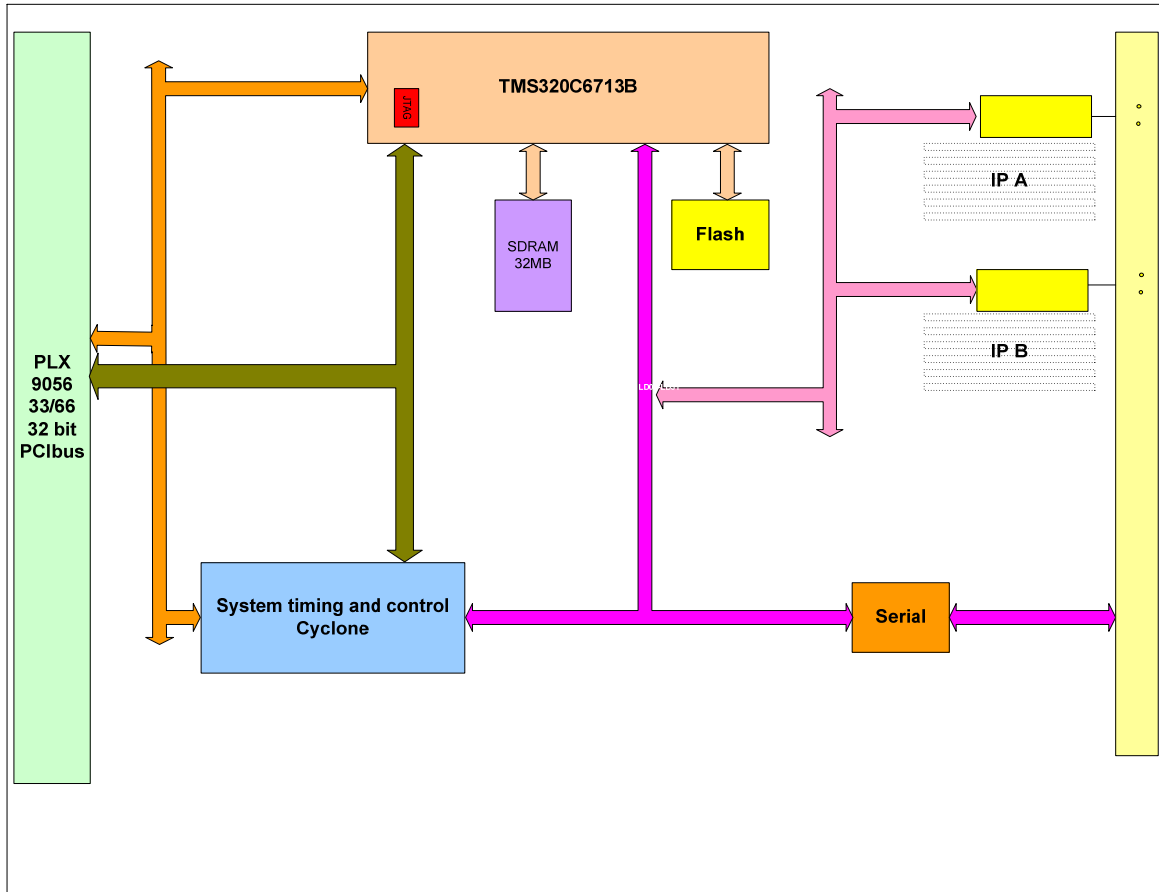 TMS320C6713B
JTAG
IP A
SDRAM
32MB
Flash
IP B
PLX
9056
33/66
32 bit
PCIbus
System timing and control
Cyclone
Serial